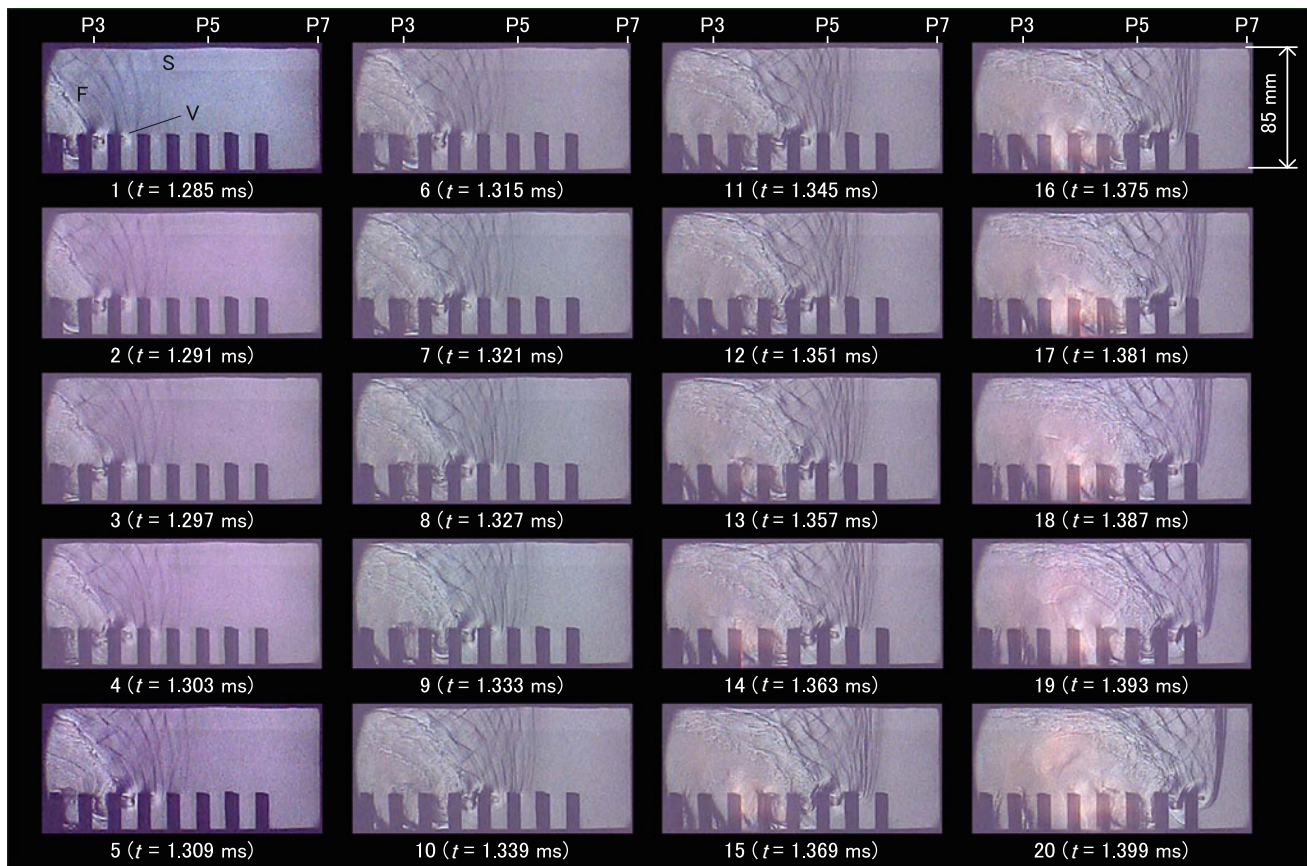 P3 P5 P7 P3 P5 P7 P3 P5 P7 P3 P5 P7
S
F
V
85 mm
1 (t = 1.285 ms) 6 (t = 1.315 ms) 11 (t = 1.345 ms) 16 (t = 1.375 ms)
2 (t = 1.291 ms) 7 (t = 1.321 ms) 12 (t = 1.351 ms) 17 (t = 1.381 ms)
3 (t = 1.297 ms) 8 (t = 1.327 ms) 13 (t = 1.357 ms) 18 (t = 1.387 ms)
4 (t = 1.303 ms) 9 (t = 1.333 ms) 14 (t = 1.363 ms) 19 (t = 1.393 ms)
5 (t = 1.309 ms) 10 (t = 1.339 ms) 15 (t = 1.369 ms) 20 (t = 1.399 ms)